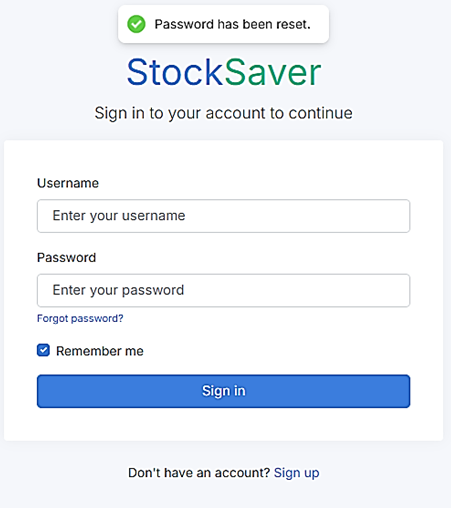 Password has been reset.
StockSaver
Sign in to your account to continue
Username
Enter your username
Password
Enter your password
Forgot password?
Remember me
Sign in
Don't have an account? Sign up